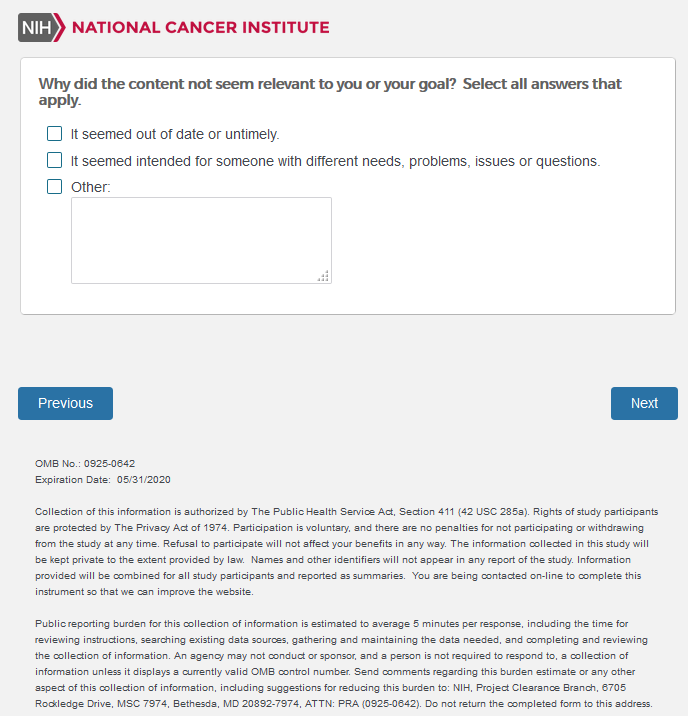 NIH NATIONAL CANCER INSTITUTE
Why did the content not seem relevant to you or your goal?  Select all answers that
apply.
It seemed out of date or untimely.
It seemed intended for someone with different needs, problems, issues or questions.
Other:
Previous
Next
OMB No.: 0925-0642
Expiration Date:  05/31/2020
Collection of this information is authorized by The Public Health Service Act, Section 411 (42 USC 285a). Rights of study participants
are protected by The Privacy Act of 1974. Participation is voluntary, and there are no penalties for not participating or withdrawing
from the study at any time. Refusal to participate will not affect your benefits in any way. The information collected in this study will
be kept private to the extent provided by law.  Names and other identifiers will not appear in any report of the study. Information
provided will be combined for all study participants and reported as summaries.  You are being contacted on-line to complete this
instrument so that we can improve the website.
Public reporting burden for this collection of information is estimated to average 5 minutes per response, including the time for
reviewing instructions, searching existing data sources, gathering and maintaining the data needed, and completing and reviewing
the collection of information. An agency may not conduct or sponsor, and a person is not required to respond to, a collection of
information unless it displays a currently valid OMB control number. Send comments regarding this burden estimate or any other
aspect of this collection of information, including suggestions for reducing this burden to: NIH, Project Clearance Branch, 6705
Rockledge Drive, MSC 7974, Bethesda, MD 20892-7974, ATTN: PRA (0925-0642). Do not return the completed form to this address.